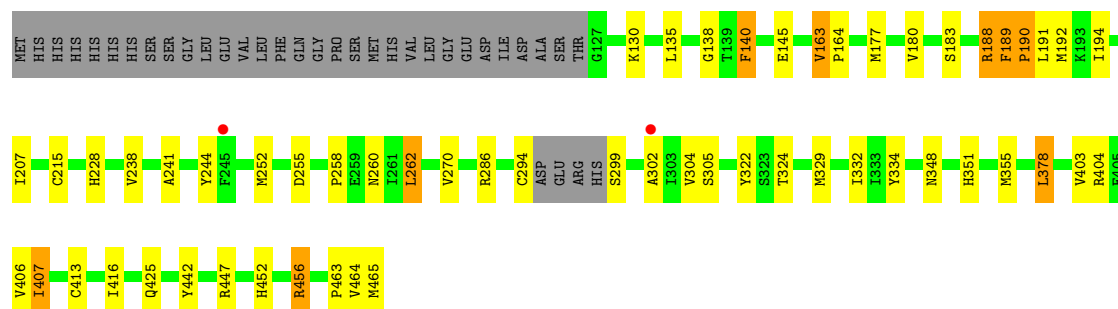 MET HIS HIS HIS HIS HIS HIS SER SER GLY LEU GLU VAL LEU PHE GLN GLY PRO SER MET HIS VAL LEU GLY GLU ASP ILE ASP ALA SER THR G127 K130 L135 G138 T139 F140 E145 V163 P164 M177 V180 S183 R188 F189 P190 L191 M192 K193 I194
I207 C215 H228 V238 A241 Y244 F245 M252 D255 P258 E259 N260 I261 L262 V270 R286 C294 ASP GLU ARG HIS S299 A302 I303 V304 S305 Y322 S323 T324 M329 I332 I333 Y334 N348 H351 M355 L378 V403 R404 E405
V406 I407 C413 I416 Q425 Y442 R447 H452 R456 P463 V464 M465